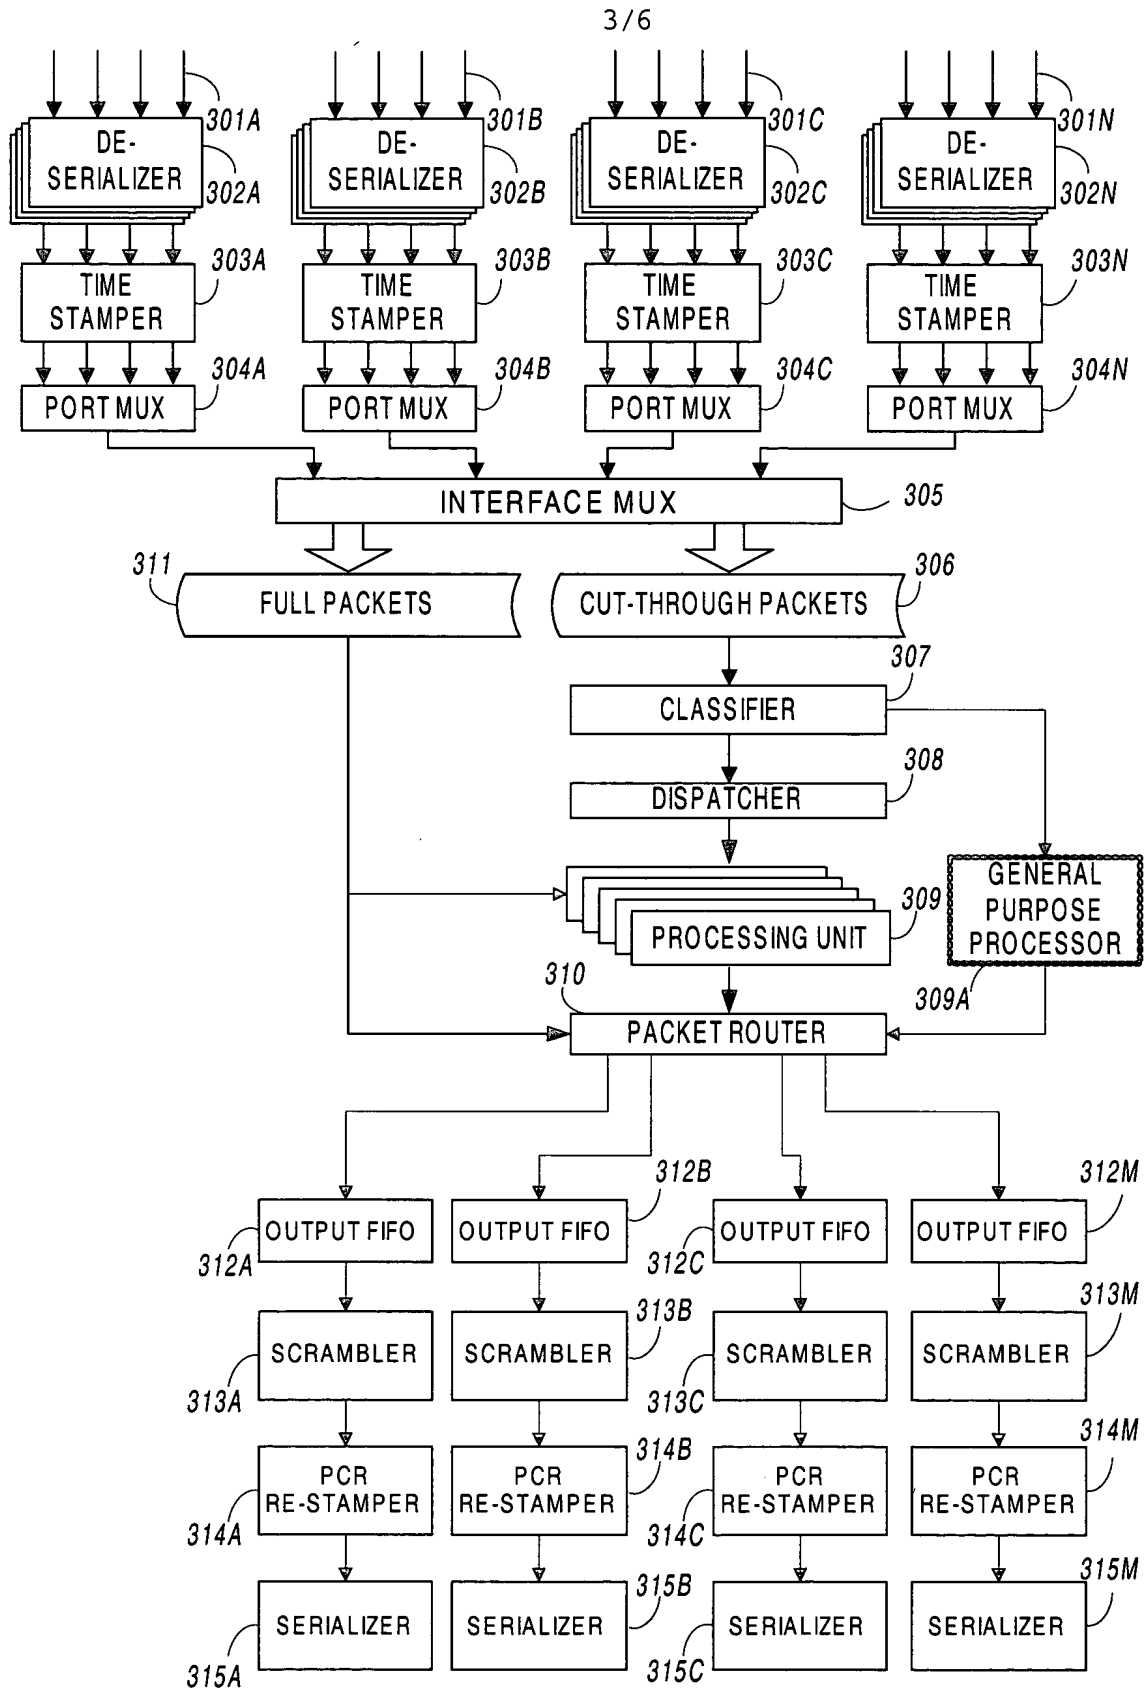 3/6
301A 301B 301C 301N
DE- DE- DE- DE-
SERIALIZER SERIALIZER SERIALIZER SERIALIZER
302A 302B 302C 302N
303A 303B 303C 303N
TIME TIME TIME TIME
STAMPER STAMPER STAMPER STAMPER
304A 304B 304C 304N
PORT MUX PORT MUX PORT MUX PORT MUX
INTERFACE MUX 305
311 306
FULL PACKETS CUT-THROUGH PACKETS
307
CLASSIFIER
308
DISPATCHER
GENERAL
309 PURPOSE
PROCESSING UNIT PROCESSOR
310 309A
PACKET ROUTER
312B 312M
OUTPUT FIFO OUTPUT FIFO OUTPUT FIFO OUTPUT FIFO
312A 312C
313B 313M
SCRAMBLER SCRAMBLER SCRAMBLER SCRAMBLER
313A 313C
314B 314M
PCR PCR PCR PCR
RE-STAMPER RE-STAMPER RE-STAMPER RE-STAMPER
314A 314C
315B 315M
SERIALIZER SERIALIZER SERIALIZER SERIALIZER
315A 315C